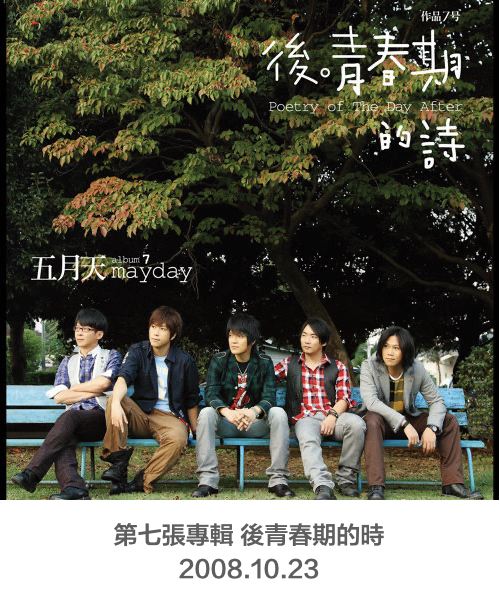 作品7号
後。青春期
Poetry of The Day After
的詩
五月天 album 7
mayday
第七張專輯 後青春期的時
2008.10.23